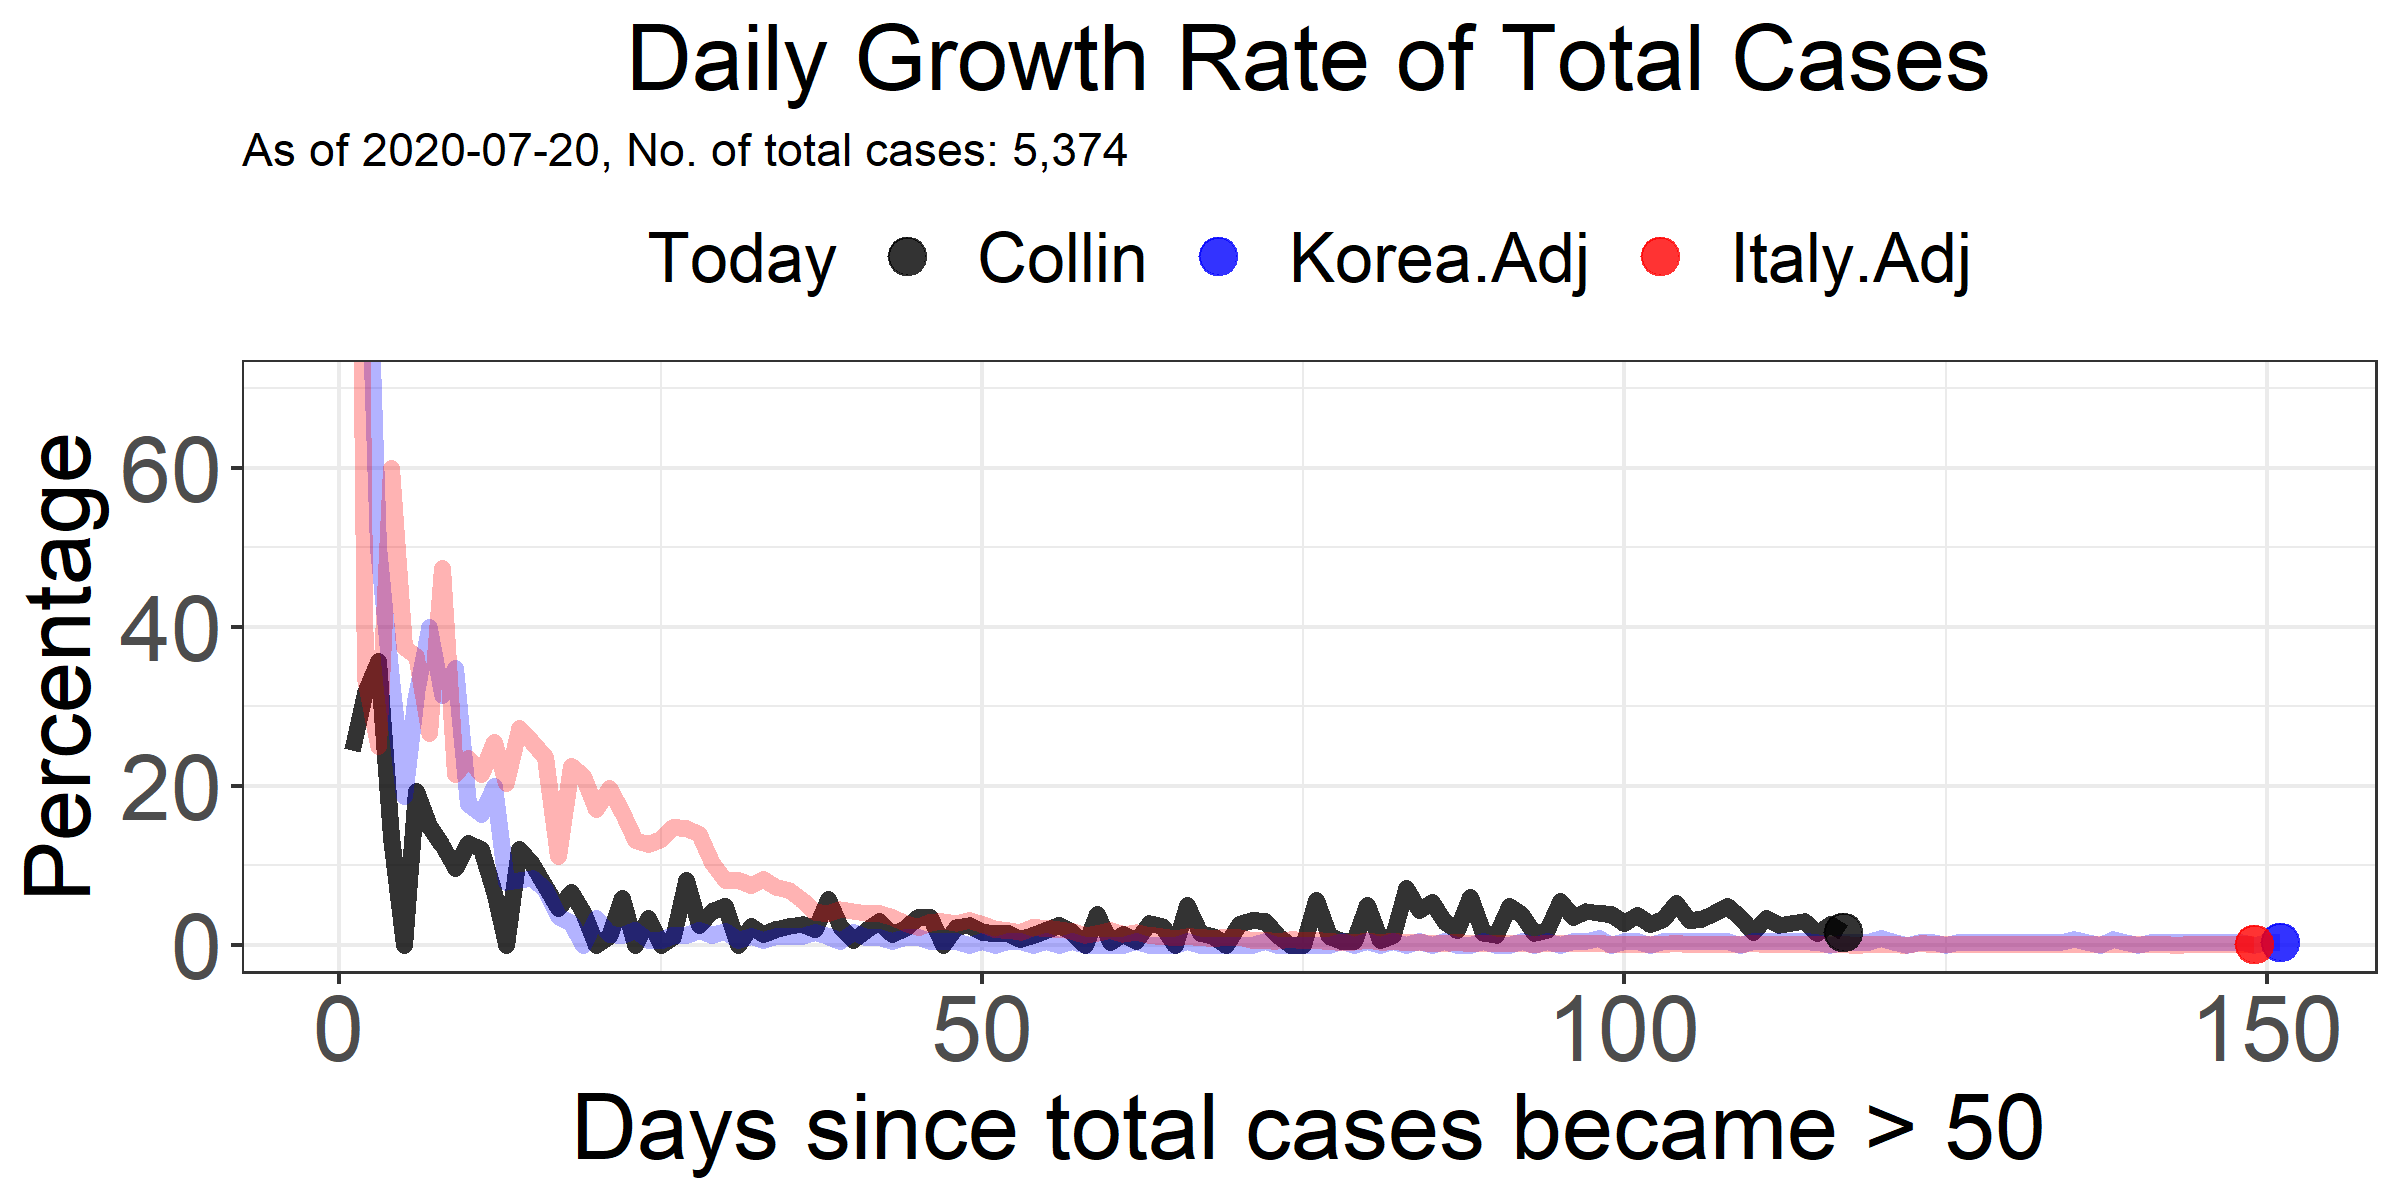 Daily Growth Rate of Total Cases
As of 2020-07-20, No. of total cases: 5,374
Today Collin Korea.Adj Italy.Adj
Percentage
60
40
20
0
0 50 100 150
Days since total cases became > 50